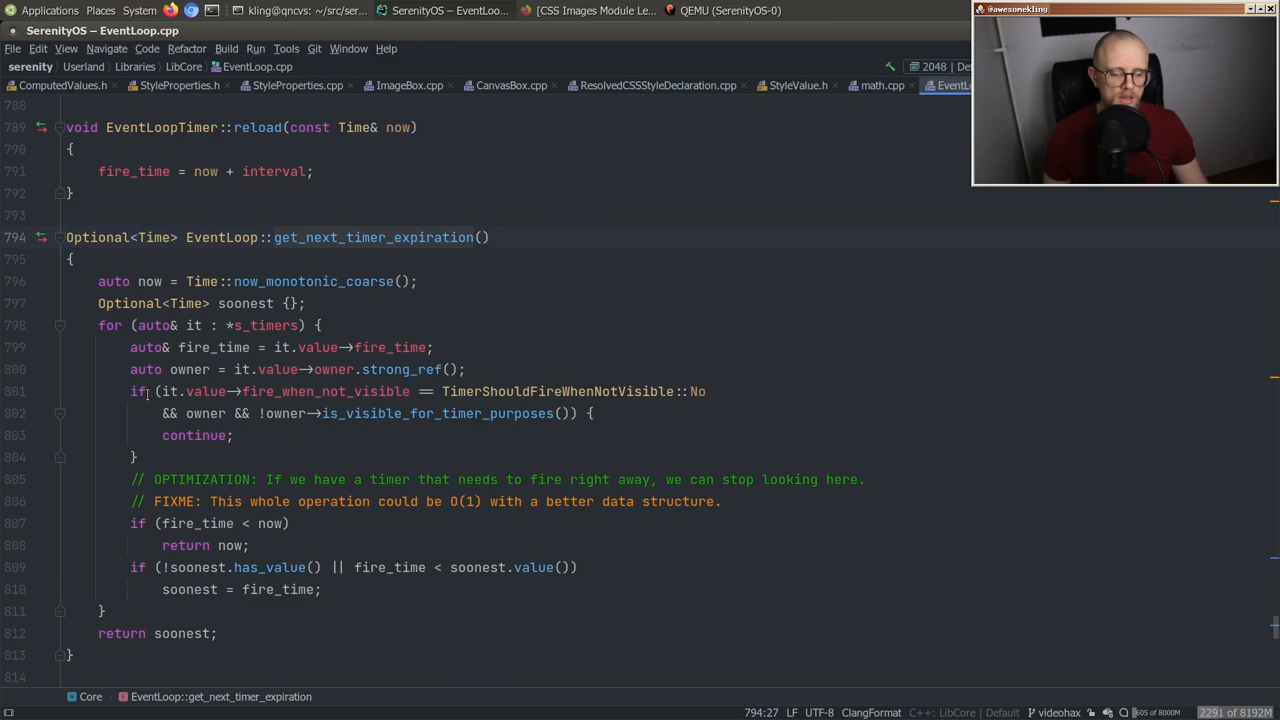 Applications Places System kling@qncvs: ~/src/ser... SerenityOS – EventLoo... [CSS Images Module Le... QEMU (SerenityOS-0)
@awesomekling
SerenityOS – EventLoop.cpp
File Edit View Navigate Code Refactor Build Run Tools Git Window Help
serenity Userland Libraries LibCore EventLoop.cpp 2048 | De
ComputedValues.h StyleProperties.h StyleProperties.cpp ImageBox.cpp CanvasBox.cpp ResolvedCSSStyleDeclaration.cpp StyleValue.h math.cpp EventL
788
789 void EventLoopTimer::reload(const Time& now)
790 {
791 fire_time = now + interval;
792 }
793
794 Optional<Time> EventLoop::get_next_timer_expiration()
795 {
796 auto now = Time::now_monotonic_coarse();
797 Optional<Time> soonest {};
798 for (auto& it : *s_timers) {
799 auto& fire_time = it.value->fire_time;
800 auto owner = it.value->owner.strong_ref();
801 if (it.value->fire_when_not_visible == TimerShouldFireWhenNotVisible::No
802 && owner && !owner->is_visible_for_timer_purposes()) {
803 continue;
804 }
805 // OPTIMIZATION: If we have a timer that needs to fire right away, we can stop looking here.
806 // FIXME: This whole operation could be O(1) with a better data structure.
807 if (fire_time < now)
808 return now;
809 if (!soonest.has_value() || fire_time < soonest.value())
810 soonest = fire_time;
811 }
812 return soonest;
813 }
814
Core EventLoop::get_next_timer_expiration
794:27 LF UTF-8 ClangFormat C++: LibCore | Default videohax 605 of 8000M 2291 of 8192M